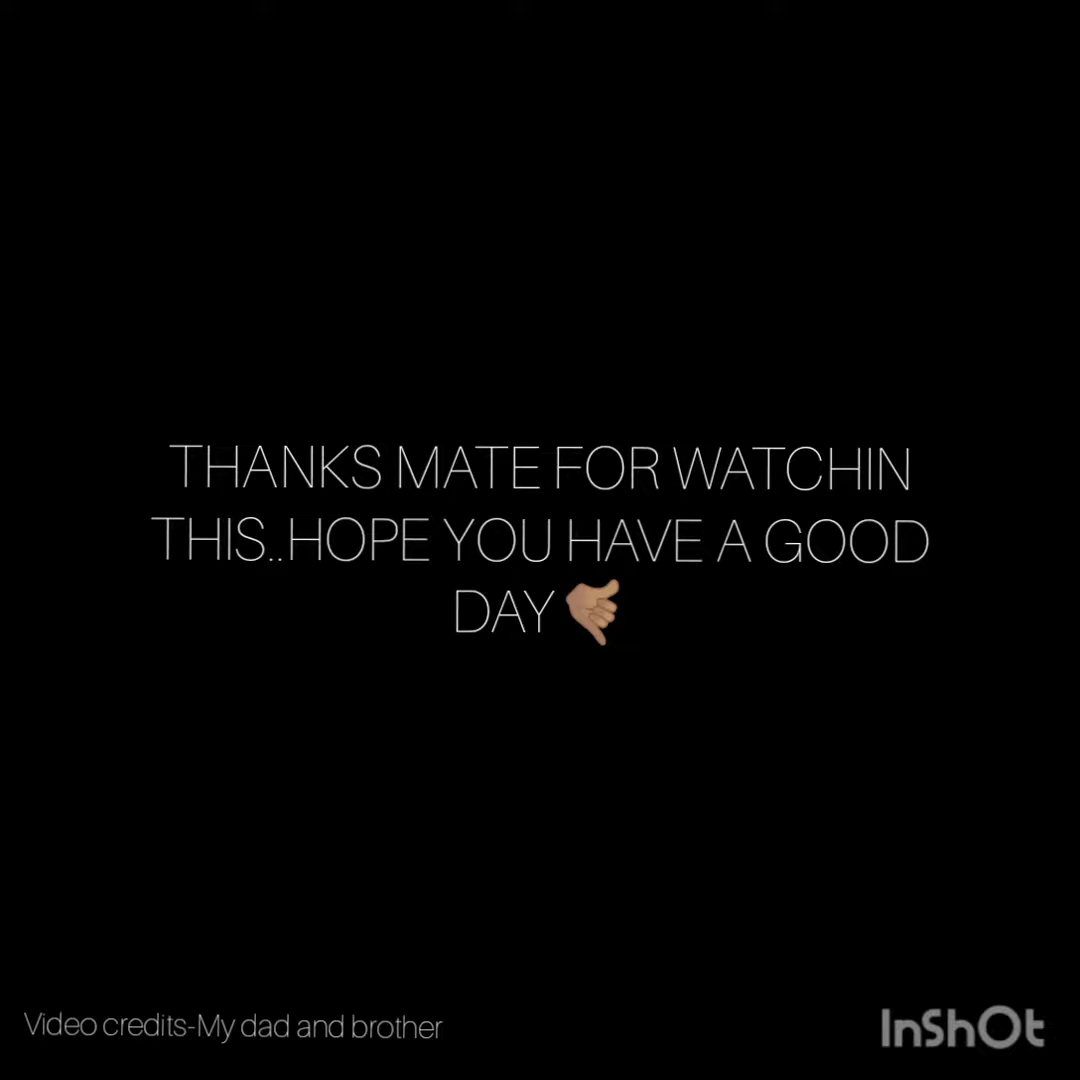 THANKS MATE FOR WATCHIN
THIS..HOPE YOU HAVE A GOOD
DAY 🤙🏽
Video credits-My dad and brother
InShOt